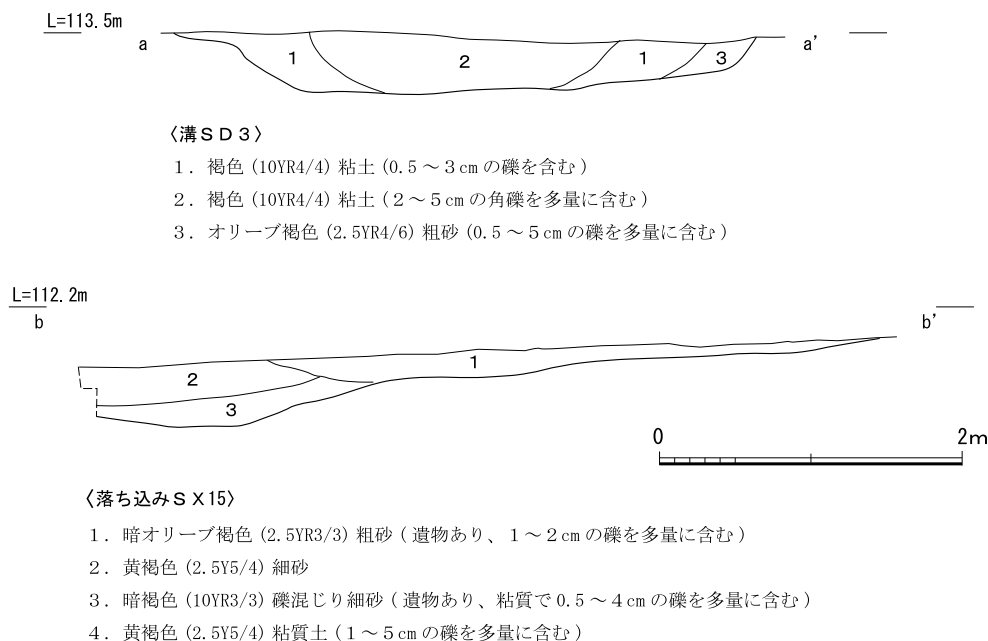 L=113.5m
a a'
1 2 1 3
〈溝ＳＤ３〉
１．褐色 (10YR4/4) 粘土 (0.5～３cmの礫を含む)
２．褐色 (10YR4/4) 粘土 (２～５cmの角礫を多量に含む)
３．オリーブ褐色 (2.5YR4/6) 粗砂 (0.5～５cmの礫を多量に含む)
L=112.2m
b b'
1
2
3
0 2m
〈落ち込みＳＸ15〉
１．暗オリーブ褐色 (2.5YR3/3) 粗砂 (遺物あり、１～２cmの礫を多量に含む)
２．黄褐色 (2.5Y5/4) 細砂
３．暗褐色 (10YR3/3) 礫混じり細砂 (遺物あり、粘質で0.5～４cmの礫を多量に含む)
４．黄褐色 (2.5Y5/4) 粘質土 (１～５cmの礫を多量に含む)